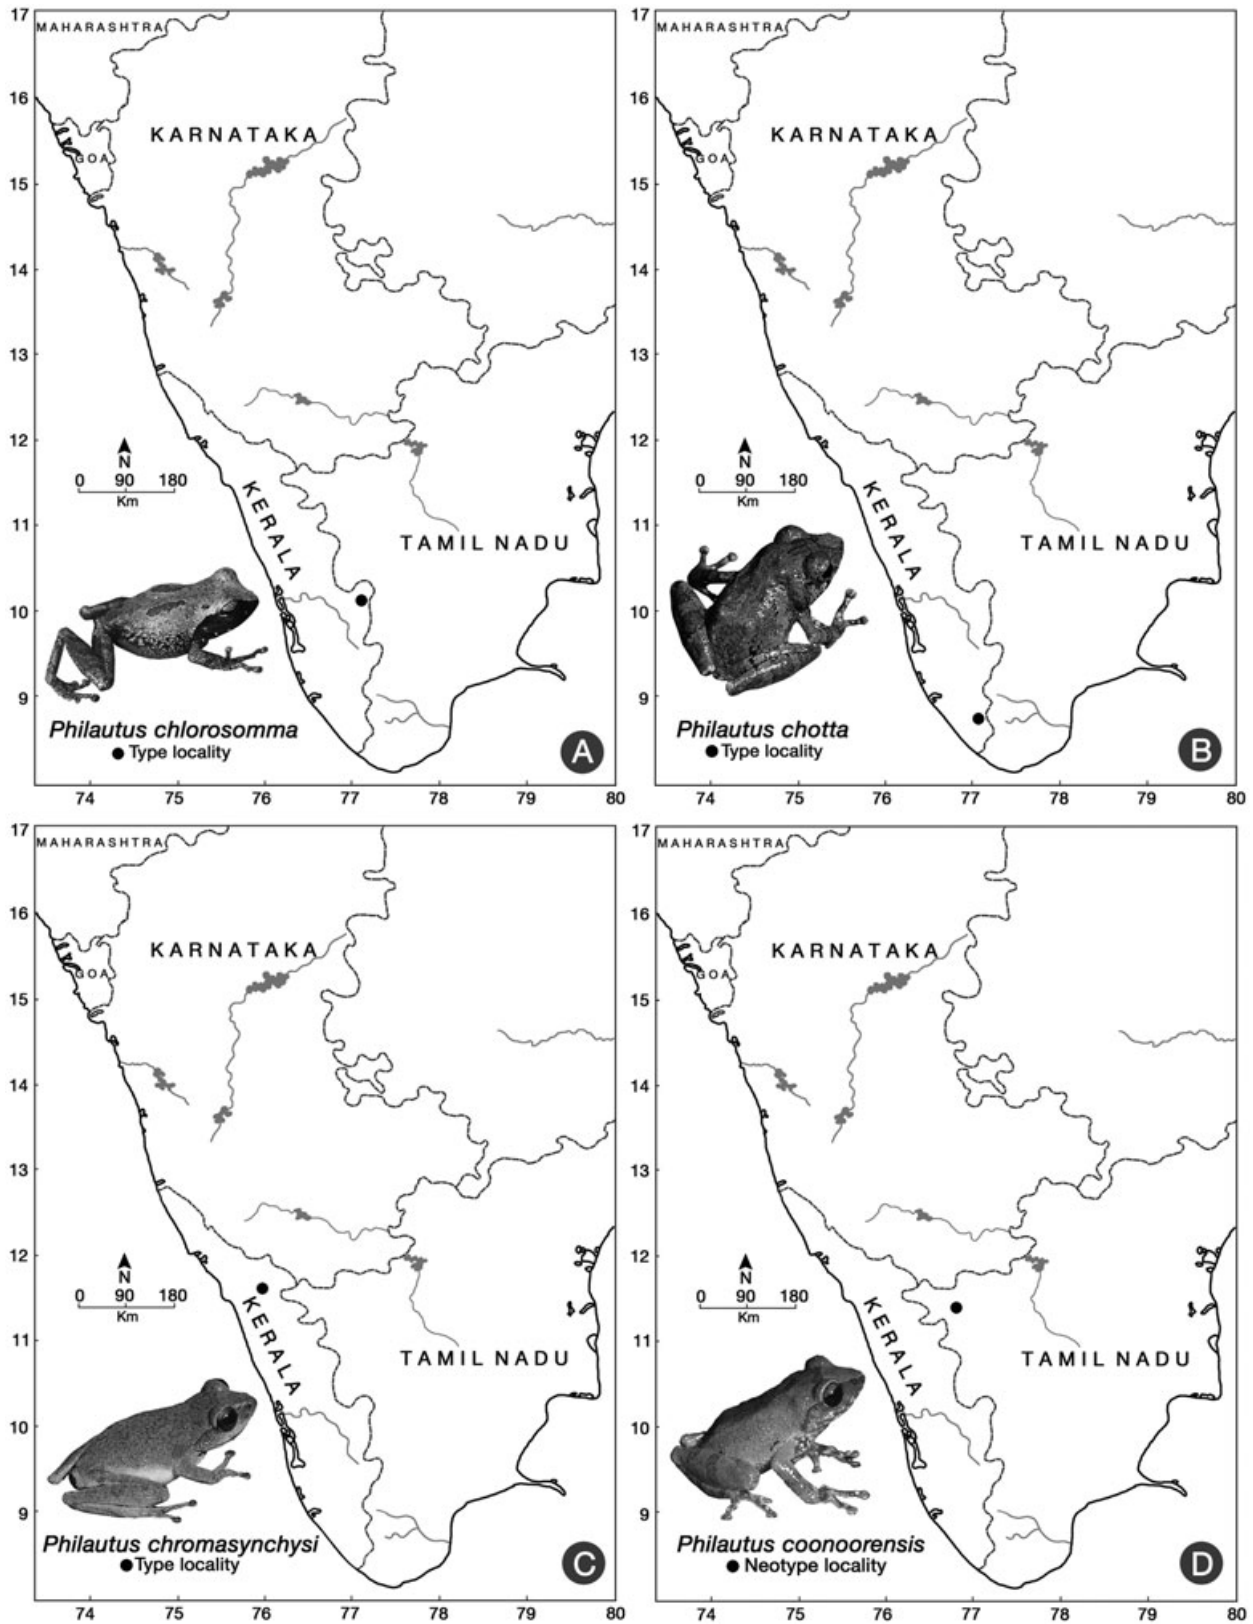 17
MAHARASHTRA
16
KARNATAKA
GOA
15
14
13
12
N
0 90 180
Km
11
KERALA
TAMIL NADU
10
9
Philautus chlorosomma
Type locality
A
74 75 76 77 78 79 80
17
MAHARASHTRA
16
KARNATAKA
GOA
15
14
13
12
N
0 90 180
Km
11
KERALA
TAMIL NADU
10
9
Philautus chotta
Type locality
B
74 75 76 77 78 79 80
17
MAHARASHTRA
16
KARNATAKA
GOA
15
14
13
12
N
0 90 180
Km
11
KERALA
TAMIL NADU
10
9
Philautus chromasynchysi
Type locality
C
74 75 76 77 78 79 80
17
MAHARASHTRA
16
KARNATAKA
GOA
15
14
13
12
N
0 90 180
Km
11
KERALA
TAMIL NADU
10
9
Philautus coonoorensis
Neotype locality
D
74 75 76 77 78 79 80